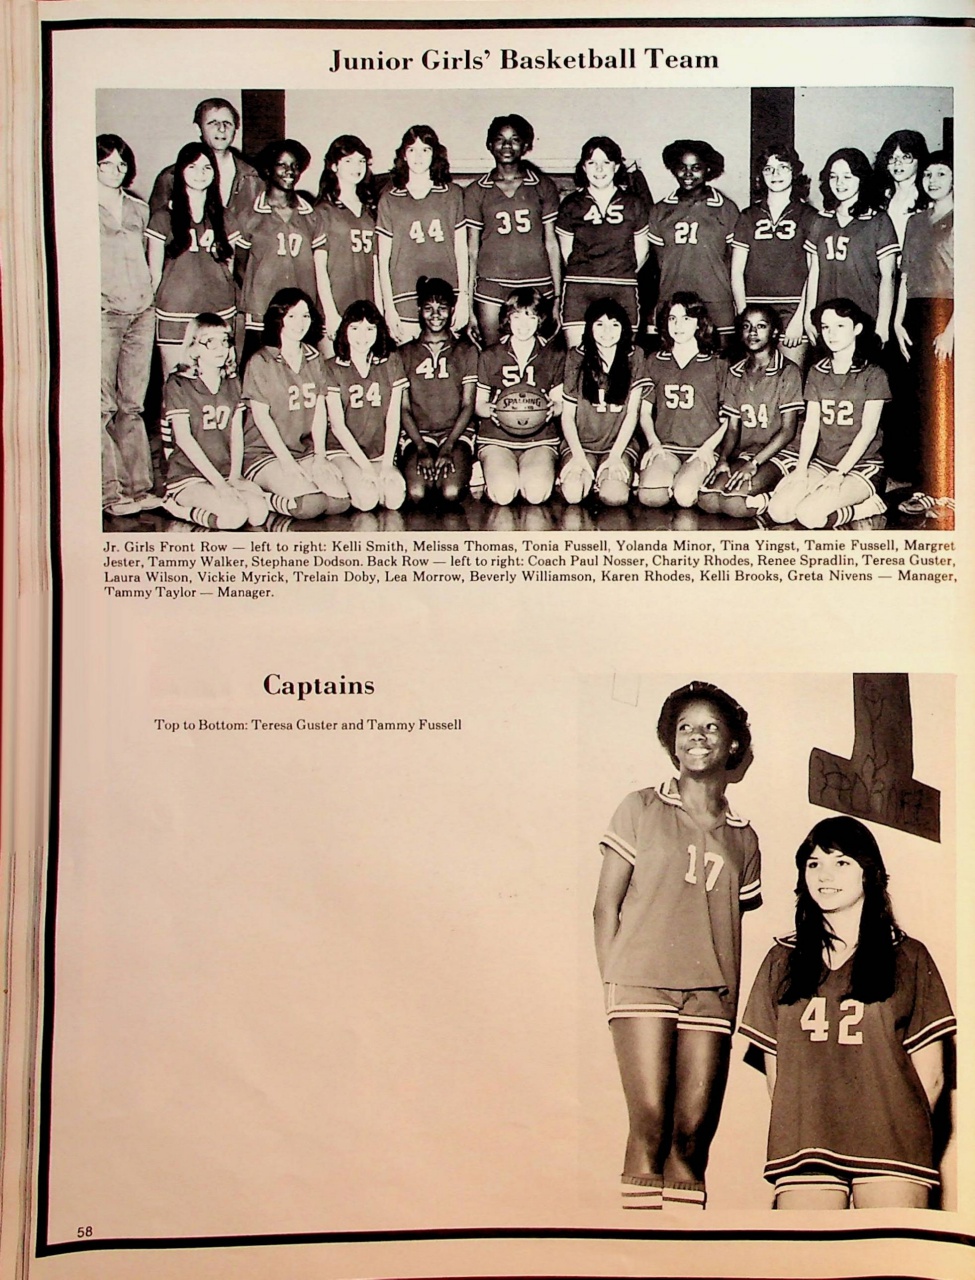 Junior Girls' Basketball Team
14
10
55
44
35
45
21
23
15
20
25
24
41
51
SPALDING
53
34
52
Jr. Girls Front Row — left to right: Kelli Smith, Melissa Thomas, Tonia Fussell, Yolanda Minor, Tina Yingst, Tamie Fussell, Margret
Jester, Tammy Walker, Stephane Dodson. Back Row — left to right: Coach Paul Nosser, Charity Rhodes, Renee Spradlin, Teresa Guster,
Laura Wilson, Vickie Myrick, Trelain Doby, Lea Morrow, Beverly Williamson, Karen Rhodes, Kelli Brooks, Greta Nivens — Manager,
Tammy Taylor — Manager.
Captains
Top to Bottom: Teresa Guster and Tammy Fussell
17
42
58